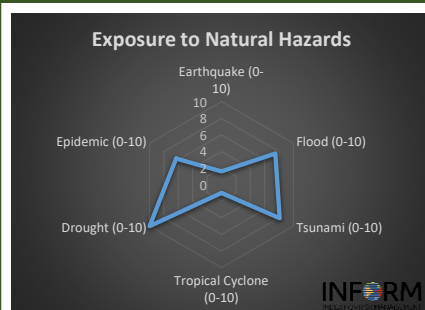 Exposure to Natural Hazards
Earthquake (0-
10)
10
8
6
4
2
0
Epidemic (0-10)
Flood (0-10)
Drought (0-10)
Tsunami (0-10)
Tropical Cyclone
(0-10)
INFORM